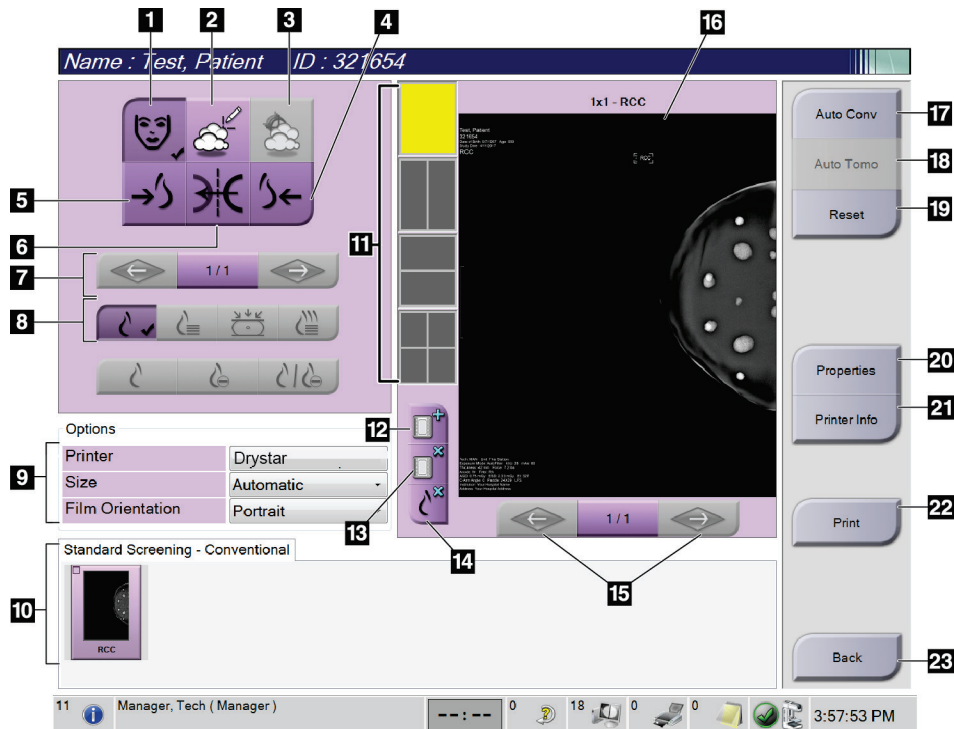 1
2
3
4
16
Name : Test, Patient ID : 321654
5
6
7
1 / 1
8
11
1x1 - RCC
Test, Patient
321654
RCC
RCC
Auto Conv
17
Auto Tomo
18
Reset
19
Properties
20
Printer Info
21
Options
Printer
Drystar
Size
Automatic
Film Orientation
Portrait
9
12
13
14
1 / 1
15
Print
22
Standard Screening - Conventional
RCC
10
Back
23
11
Manager, Tech ( Manager )
--:--
0
18
0
0
3:57:53 PM